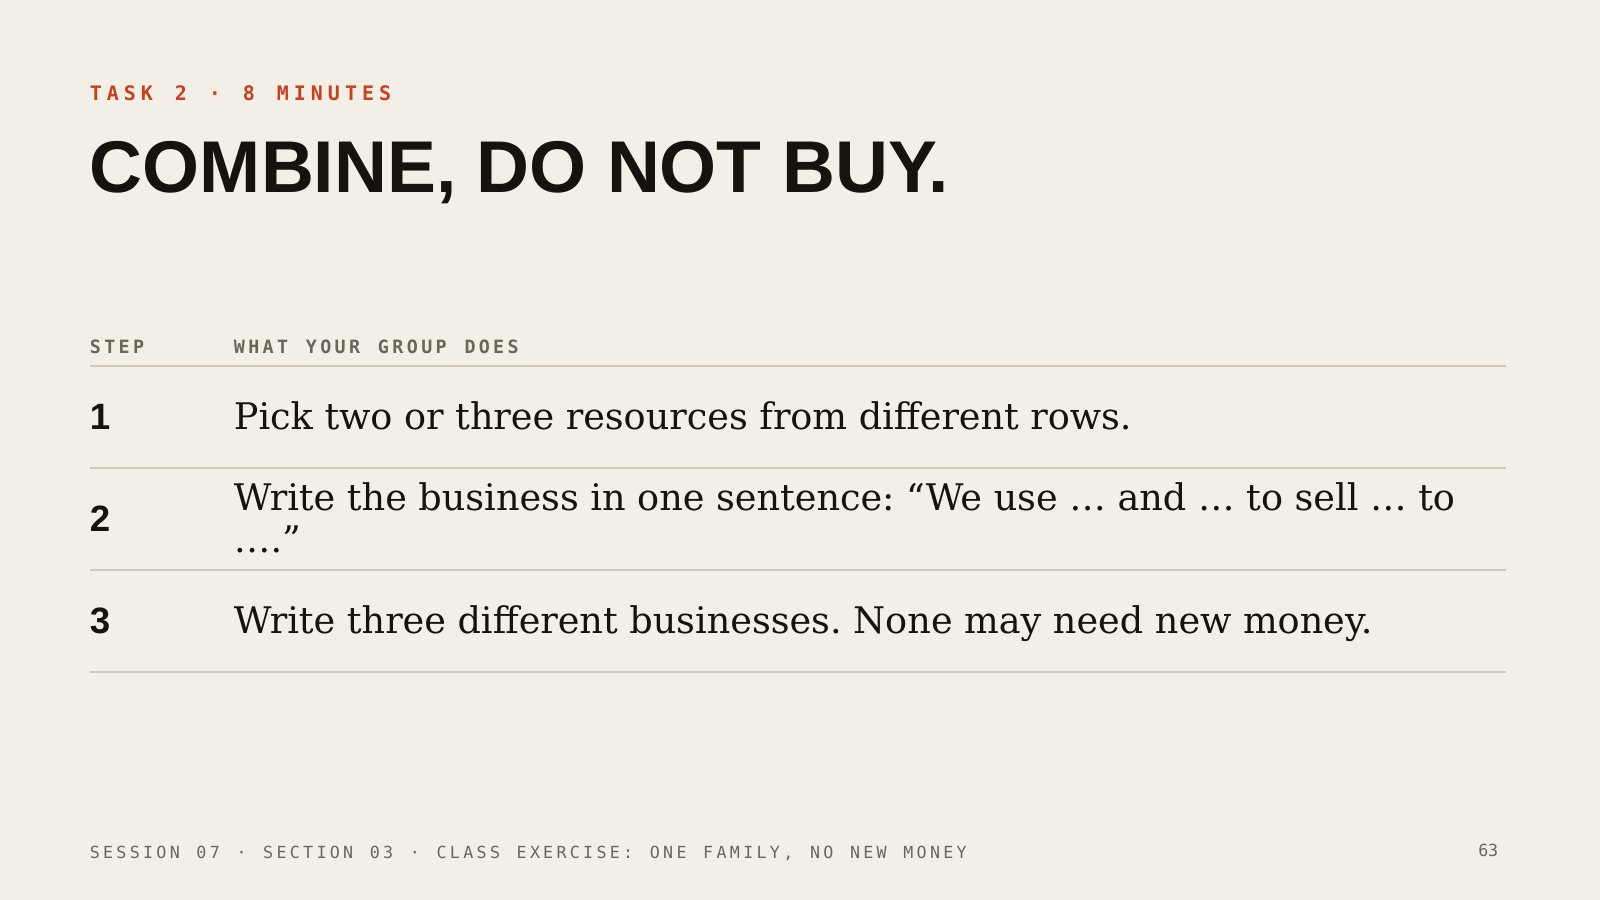 TASK 2 · 8 MINUTES
COMBINE, DO NOT BUY.
STEP WHAT YOUR GROUP DOES
1 Pick two or three resources from different rows.
2 Write the business in one sentence: “We use … and … to sell … to
….”
3 Write three different businesses. None may need new money.
SESSION 07 · SECTION 03 · CLASS EXERCISE: ONE FAMILY, NO NEW MONEY 63